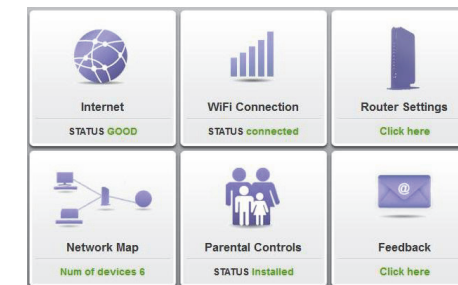 Internet
STATUS GOOD
WiFi Connection
STATUS connected
Router Settings
Click here
Network Map
Num of devices 6
Parental Controls
STATUS Installed
@
Feedback
Click here